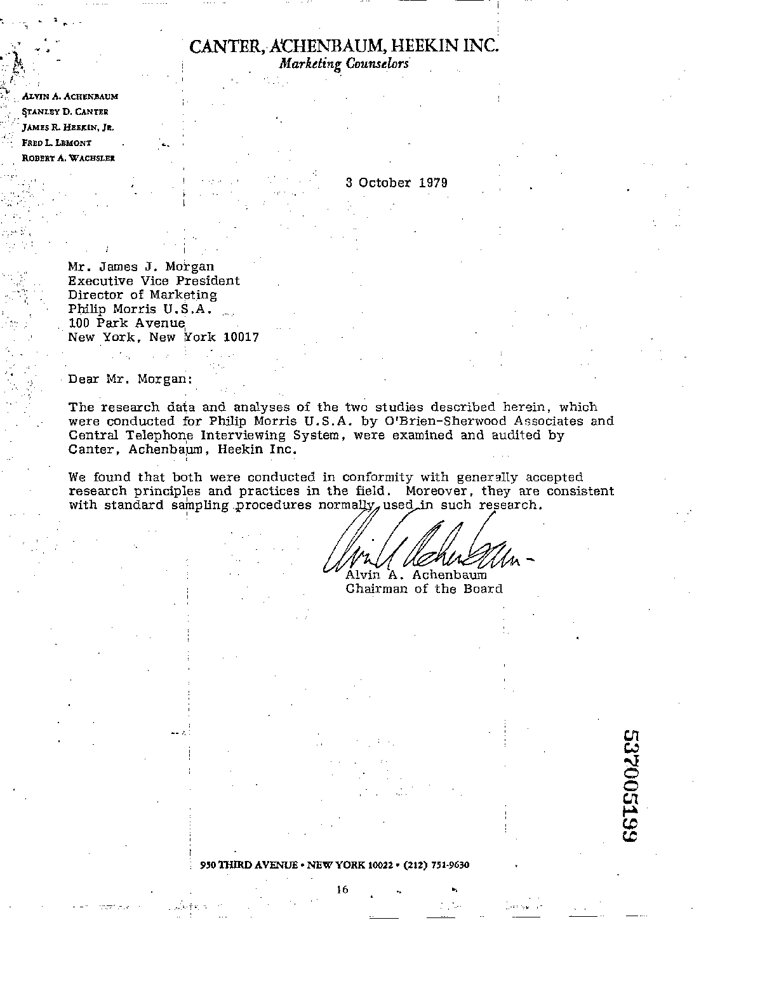 CANTER, ACHENBAUM, HEEKIN INC.
Marketing Counselors
ALVIN A. ACHENBAUM
STANLEY D. CANTER
JAMES R. HEEKIN, JR.
FRED L. LEMONT
ROBERT A. WACHSLER
3 October 1979
Mr. James J. Morgan
Executive Vice President
Director of Marketing
Philip Morris U.S.A.
100 Park Avenue
New York, New York 10017
Dear Mr. Morgan:
The research data and analyses of the two studies described herein, which
were conducted for Philip Morris U.S.A. by O'Brien-Sherwood Associates and
Central Telephone Interviewing System, were examined and audited by
Canter, Achenbaum, Heekin Inc.
We found that both were conducted in conformity with generally accepted
research principles and practices in the field. Moreover, they are consistent
with standard sampling procedures normally used in such research.
Alvin Achenbaum
Alvin A. Achenbaum
Chairman of the Board
537005199
950 THIRD AVENUE • NEW YORK 10022 • (212) 751-9630
16